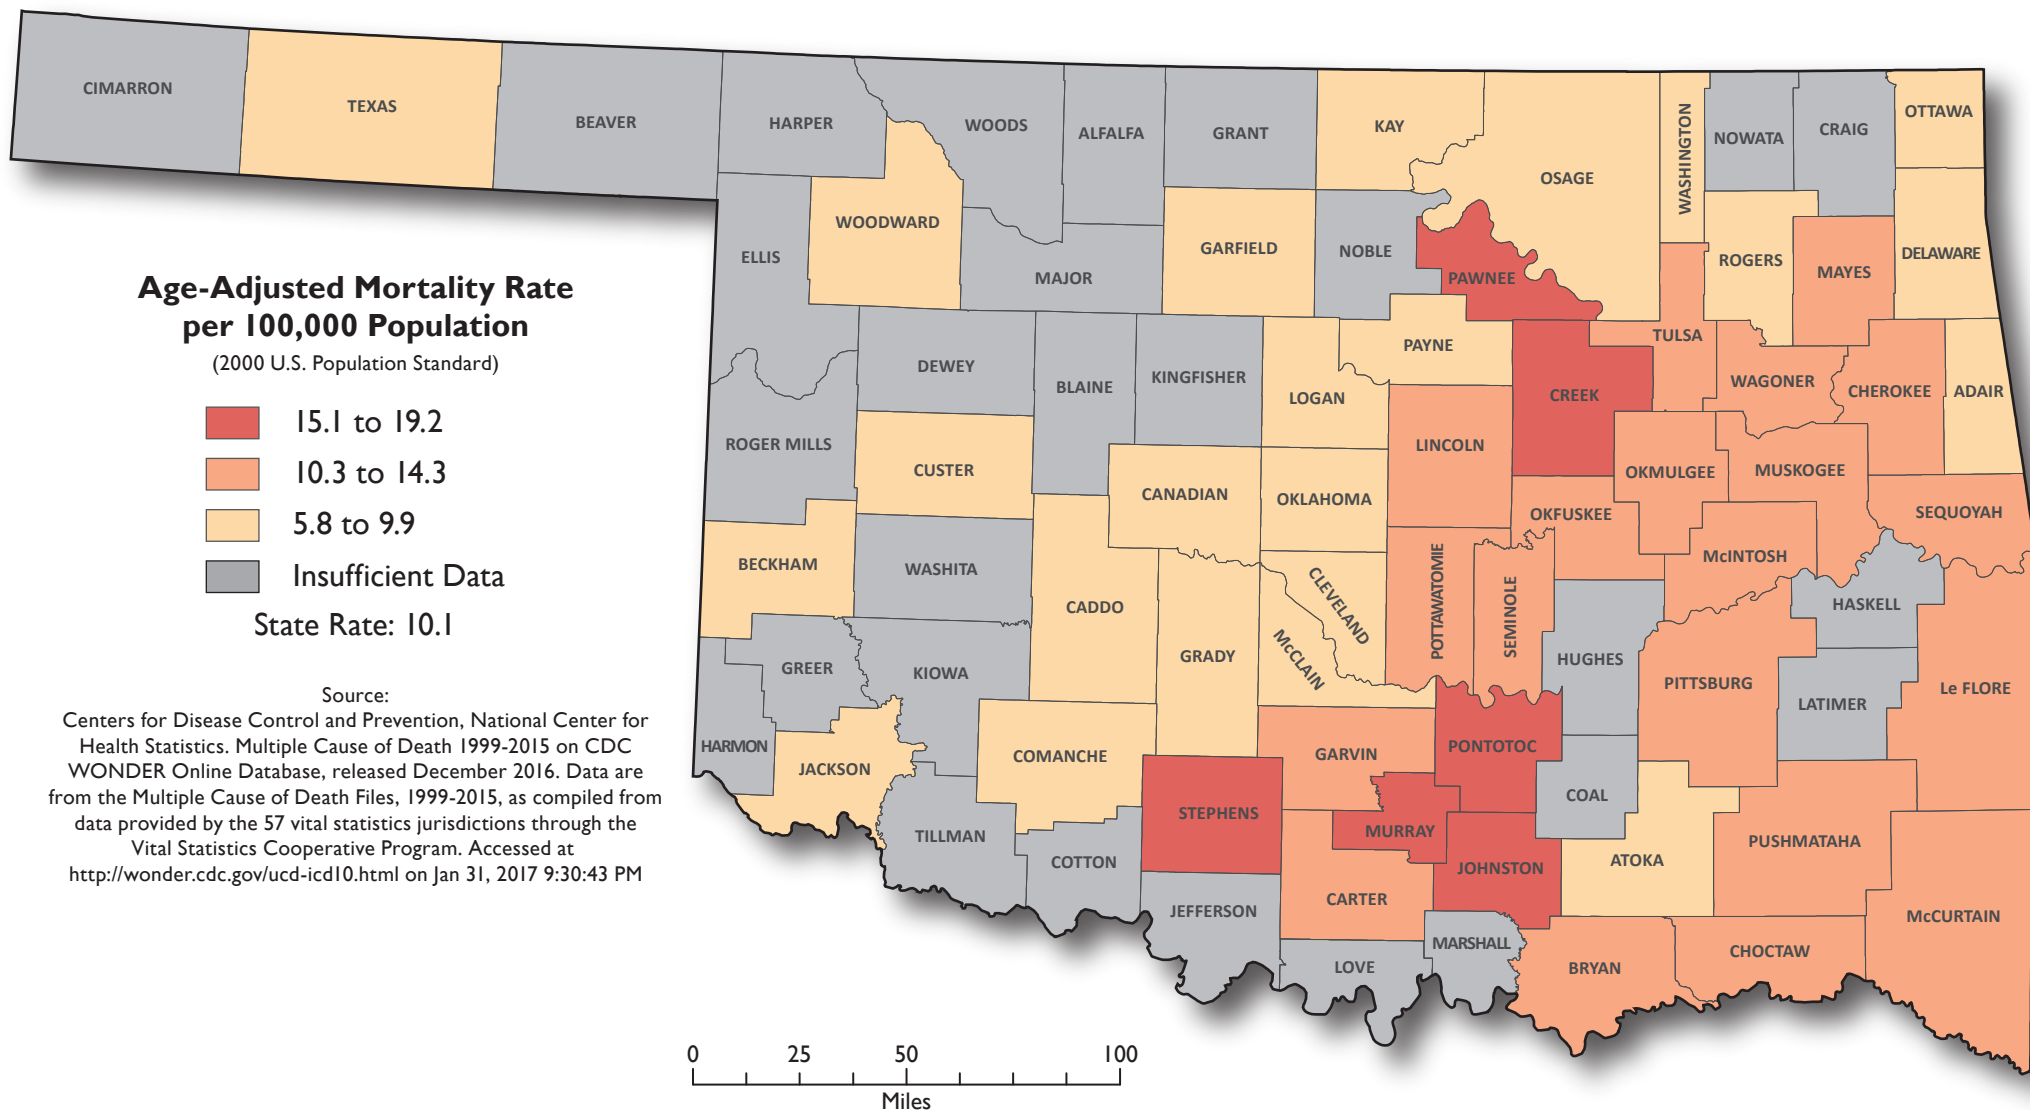 CIMARRON
TEXAS
BEAVER
HARPER
WOODS
ALFALFA
GRANT
KAY
OSAGE
WASHINGTON
NOWATA
CRAIG
OTTAWA
WOODWARD
ELLIS
MAJOR
GARFIELD
NOBLE
PAWNEE
ROGERS
MAYES
DELAWARE
Age-Adjusted Mortality Rate
per 100,000 Population
(2000 U.S. Population Standard)
15.1 to 19.2
10.3 to 14.3
5.8 to 9.9
Insufficient Data
State Rate: 10.1
DEWEY
BLAINE
KINGFISHER
LOGAN
PAYNE
CREEK
TULSA
WAGONER
CHEROKEE
ADAIR
ROGER MILLS
CUSTER
CANADIAN
OKLAHOMA
LINCOLN
OKMULGEE
MUSKOGEE
OKFUSKEE
SEQUOYAH
BECKHAM
WASHITA
CADDO
GRADY
CLEVELAND
McCLAIN
POTTAWATOMIE
SEMINOLE
McINTOSH
HASKELL
HUGHES
PITTSBURG
LATIMER
Le FLORE
GREER
KIOWA
HARMON
JACKSON
COMANCHE
STEPHENS
GARVIN
PONTOTOC
COAL
TILLMAN
COTTON
MURRAY
JOHNSTON
ATOKA
PUSHMATAHA
JEFFERSON
CARTER
LOVE
MARSHALL
BRYAN
CHOCTAW
McCURTAIN
Source:
Centers for Disease Control and Prevention, National Center for
Health Statistics. Multiple Cause of Death 1999-2015 on CDC
WONDER Online Database, released December 2016. Data are
from the Multiple Cause of Death Files, 1999-2015, as compiled from
data provided by the 57 vital statistics jurisdictions through the
Vital Statistics Cooperative Program. Accessed at
http://wonder.cdc.gov/ucd-icd10.html on Jan 31, 2017 9:30:43 PM
0 25 50 100
Miles